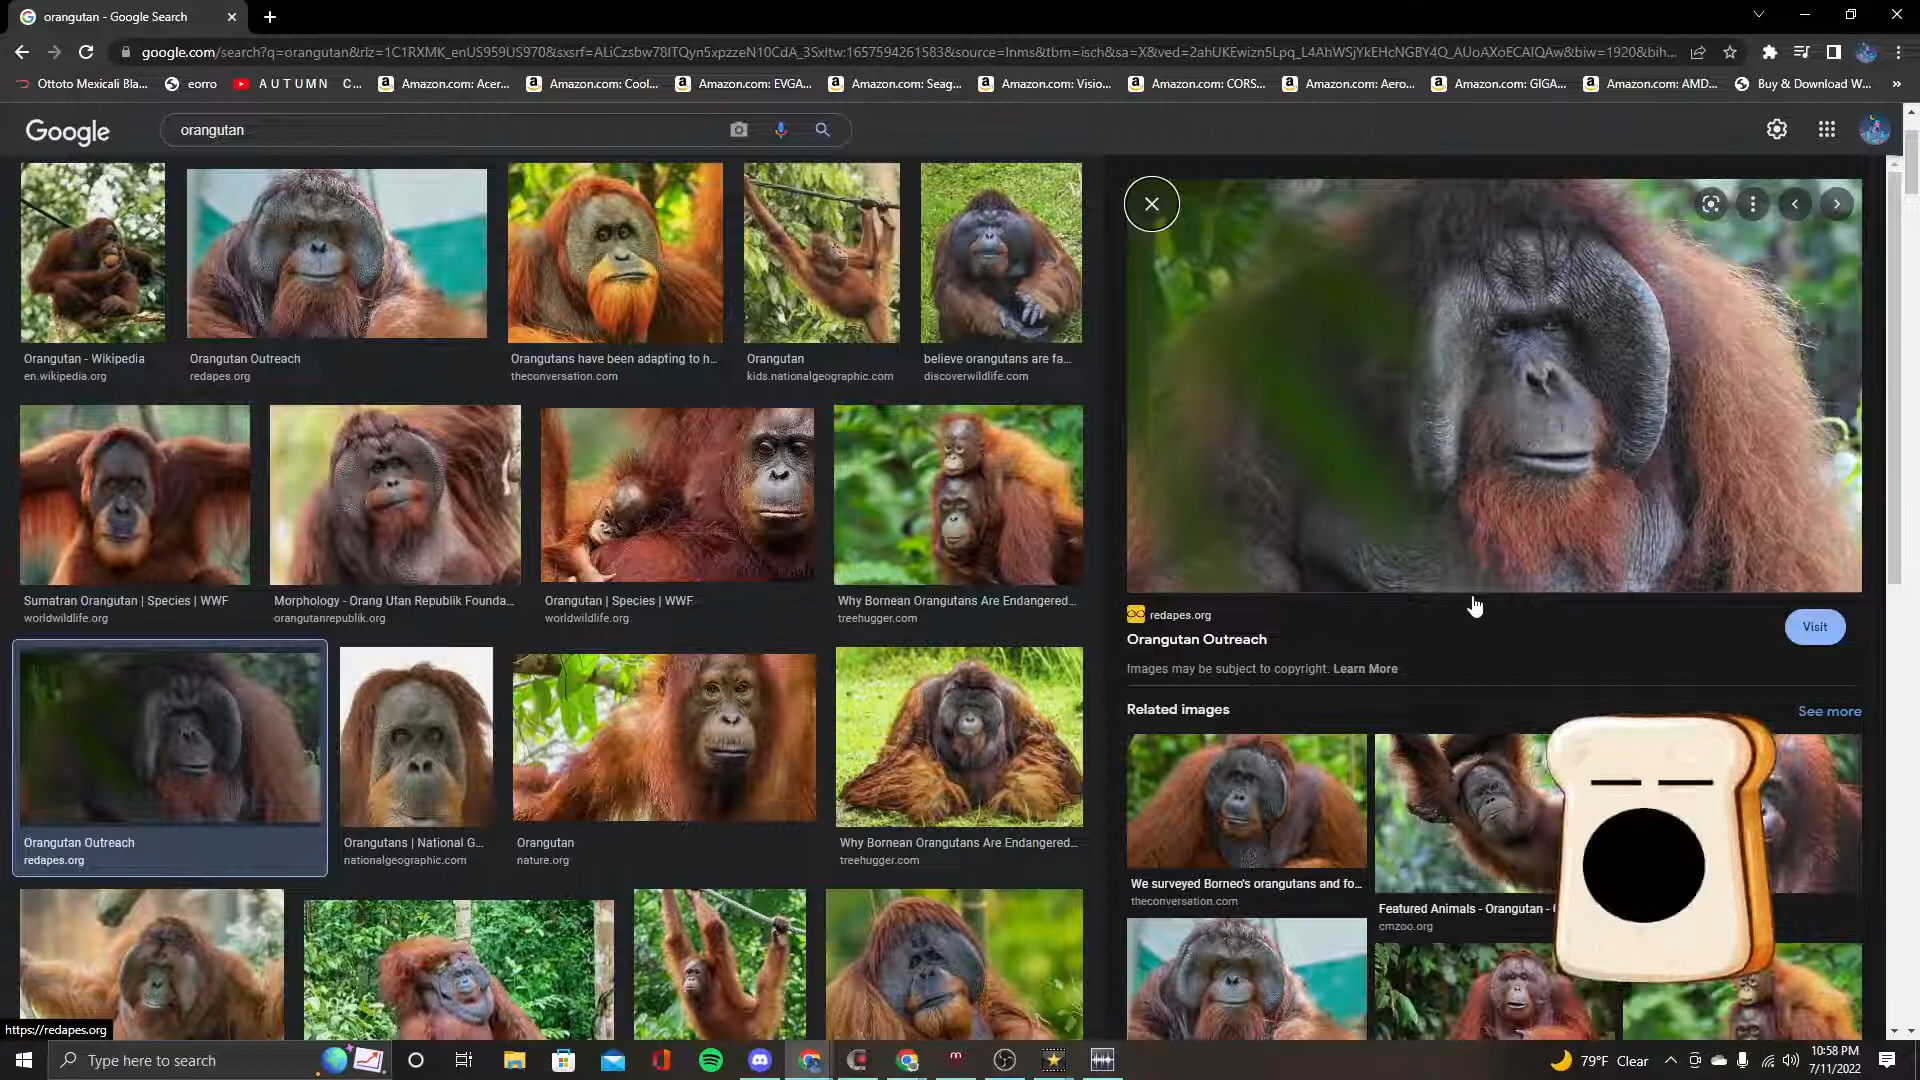 orangutan - Google Search
google.com/search?q=orangutan&rlz=1C1RXMK_enUS959US970&sxsrf=ALiCzsbw78ITQyn5xpzzeN10CdA_3SxItw:1657594261583&source=lnms&tbm=isch&sa=X&ved=2ahUKEwizn5Lpq_L4AhWSjYkEHcNGBY4Q_AUoAXoECAIQAw&biw=1920&bih...
Ottoto Mexicali Bla...
eorro
A U T U M N C...
Amazon.com: Acer...
Amazon.com: Cool...
Amazon.com: EVGA...
Amazon.com: Seag...
Amazon.com: Visio...
Amazon.com: CORS...
Amazon.com: Aero...
Amazon.com: GIGA...
Amazon.com: AMD...
Buy & Download W...
»
Google
orangutan
Orangutan - Wikipedia
en.wikipedia.org
Orangutan Outreach
redapes.org
Orangutans have been adapting to h...
theconversation.com
Orangutan
kids.nationalgeographic.com
believe orangutans are fa...
discoverwildlife.com
Sumatran Orangutan | Species | WWF
worldwildlife.org
Morphology - Orang Utan Republik Founda...
orangutanrepublik.org
Orangutan | Species | WWF
worldwildlife.org
Why Bornean Orangutans Are Endangered...
treehugger.com
Orangutan Outreach
redapes.org
Orangutans | National G...
nationalgeographic.com
Orangutan
nature.org
Why Bornean Orangutans Are Endangered...
treehugger.com
redapes.org
Orangutan Outreach
Visit
Images may be subject to copyright. Learn More
Related images
See more
We surveyed Borneo's orangutans and fo...
theconversation.com
Featured Animals - Orangutan -
cmzoo.org
https://redapes.org
Type here to search
79°F Clear
10:58 PM
7/11/2022